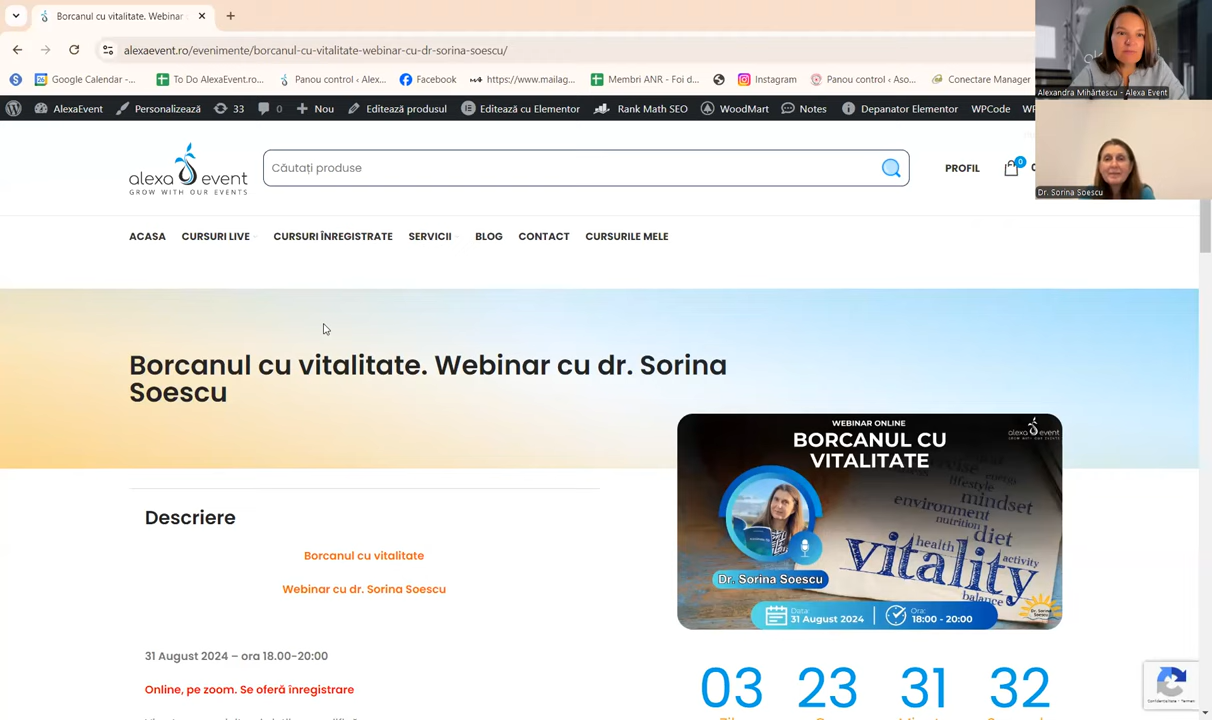 Borcanul cu vitalitate. Webinar c
alexaevent.ro/evenimente/borcanul-cu-vitalitate-webinar-cu-dr-sorina-soescu/
Google Calendar -... To Do AlexaEvent.ro... Panou control ‹ Alex... Facebook https://www.mailag... Membri ANR - Foi d... Instagram Panou control ‹ Aso... Conectare Manager
AlexaEvent Personalizează 33 0 Nou Editează produsul Editează cu Elementor Rank Math SEO WoodMart Notes Depanator Elementor WPCode
Alexandra Mihărtescu - Alexa Event
Dr. Sorina Soescu
alexa event
GROW WITH OUR EVENTS
Căutați produse
PROFIL
0
ACASA CURSURI LIVE CURSURI ÎNREGISTRATE SERVICII BLOG CONTACT CURSURILE MELE
Borcanul cu vitalitate. Webinar cu dr. Sorina
Soescu
Descriere
Borcanul cu vitalitate
Webinar cu dr. Sorina Soescu
31 August 2024 – ora 18.00-20:00
Online, pe zoom. Se oferă înregistrare
WEBINAR ONLINE
BORCANUL CU
VITALITATE
alexa event
lifestyle
mindset
environment
nutrition diet
health activity
vitality
balance
Dr. Sorina Soescu
Data:
31 August 2024
Ora:
18:00 - 20:00
03 23 31 32